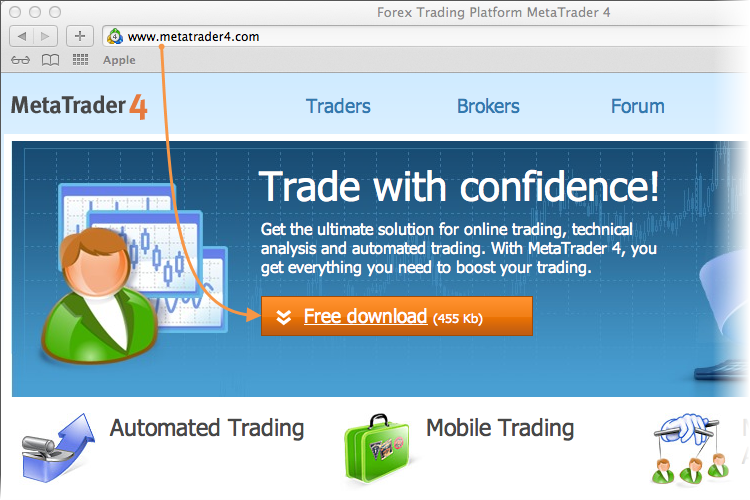 Forex Trading Platform MetaTrader 4
www.metatrader4.com
Apple
MetaTrader 4
Traders
Brokers
Forum
Trade with confidence!
Get the ultimate solution for online trading, technical
analysis and automated trading. With MetaTrader 4, you
get everything you need to boost your trading.
Free download (455 Kb)
Automated Trading
Mobile Trading